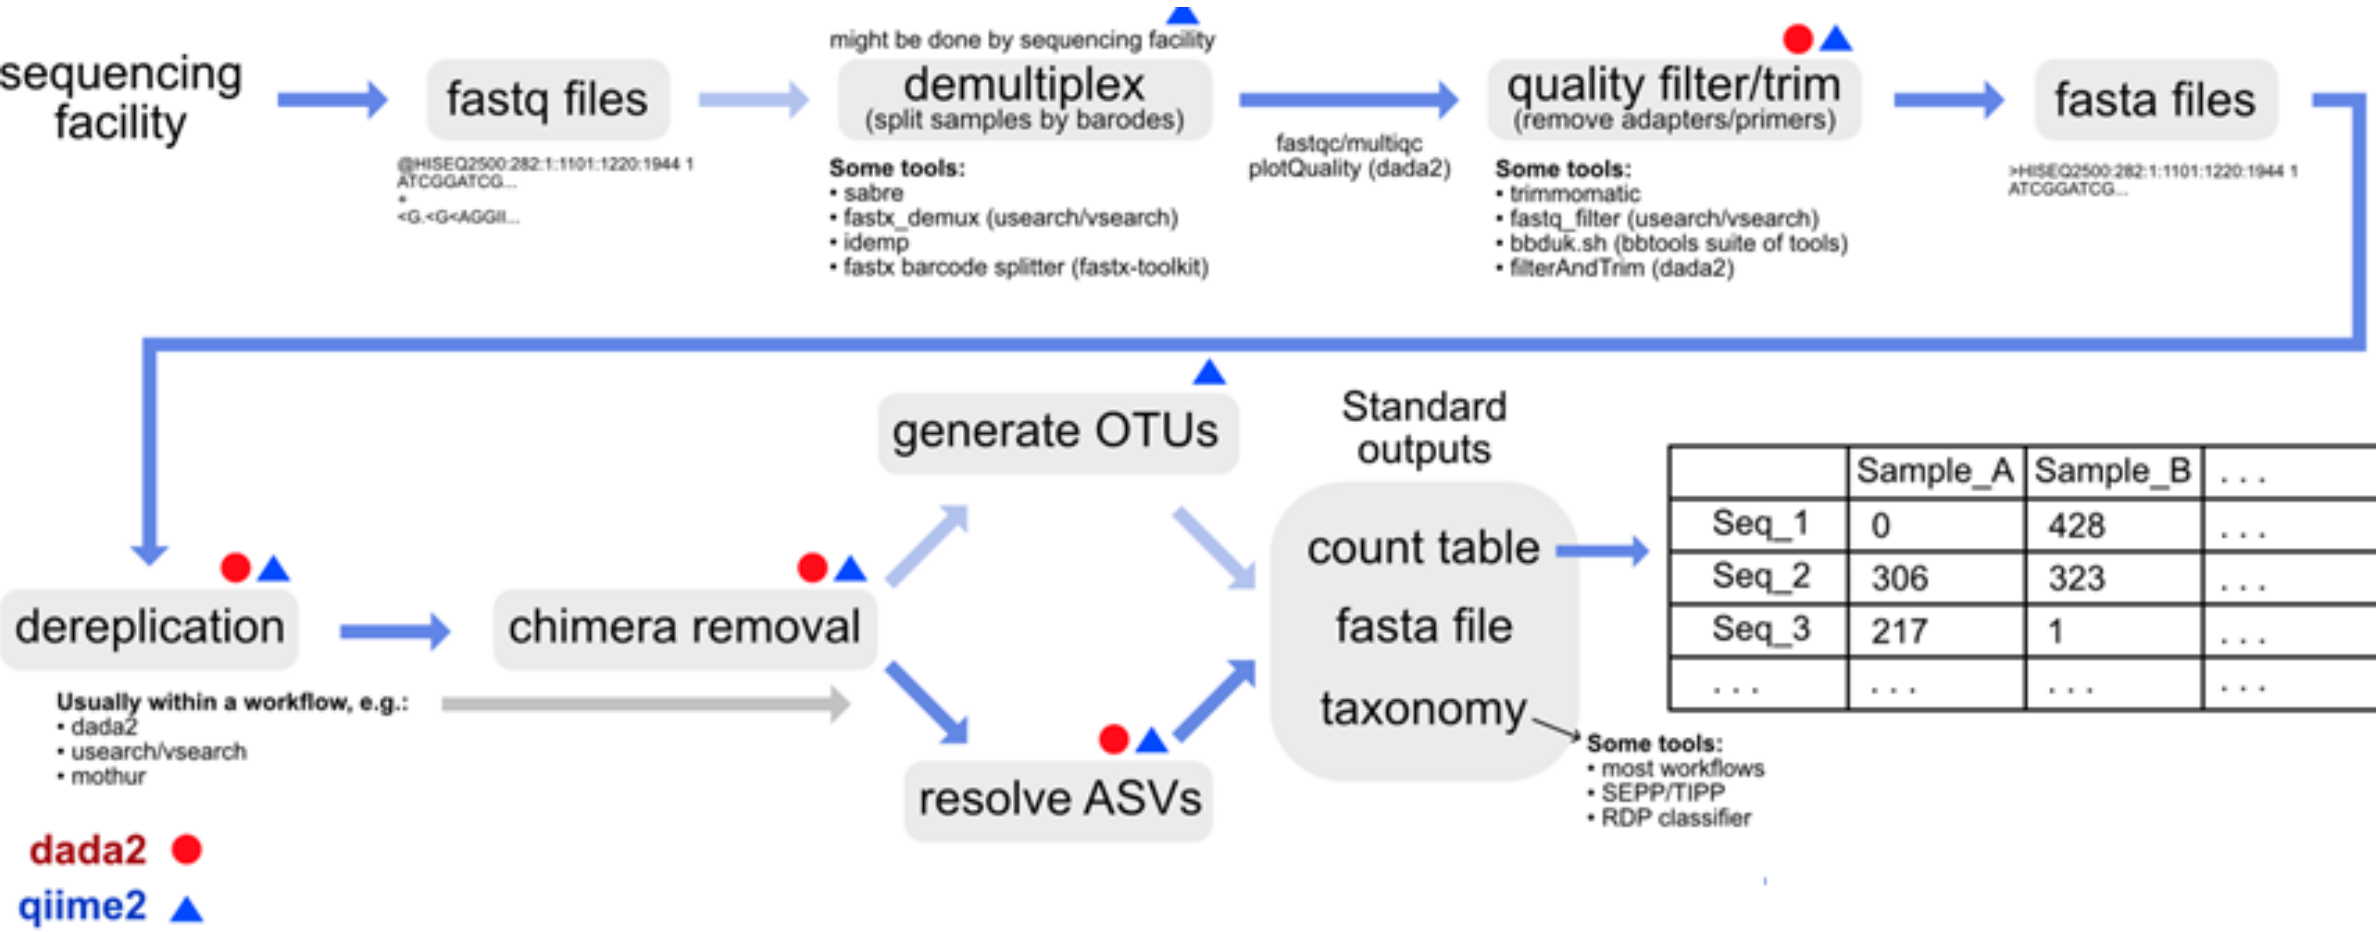 sequencing
facility
fastq files
@HISEQ2500:282:1:1101:1220:1944 1
ATCGGATCG...
+
<G.<G<AGGII...
might be done by sequencing facility
demultiplex
(split samples by barodes)
Some tools:
• sabre
• fastx_demux (usearch/vsearch)
• idemp
• fastx barcode splitter (fastx-toolkit)
fastqc/multiqc
plotQuality (dada2)
quality filter/trim
(remove adapters/primers)
Some tools:
• trimmomatic
• fastq_filter (usearch/vsearch)
• bbduk.sh (bbtools suite of tools)
• filterAndTrim (dada2)
fasta files
>HISEQ2500:282:1:1101:1220:1944 1
ATCGGATCG...
dereplication
Usually within a workflow, e.g.:
• dada2
• usearch/vsearch
• mothur
chimera removal
generate OTUs
resolve ASVs
Standard
outputs
count table
fasta file
taxonomy
Some tools:
• most workflows
• SEPP/TIPP
• RDP classifier
Sample_A Sample_B . . .
Seq_1 0 428 . . .
Seq_2 306 323 . . .
Seq_3 217 1 . . .
. . . . . . . . . . . .
dada2
qiime2